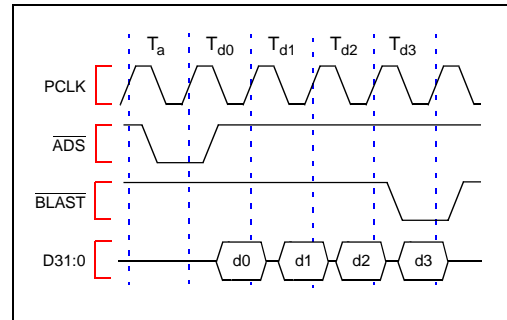 Ta Td0 Td1 Td2 Td3
PCLK
ADS
BLAST
D31:0 d0 d1 d2 d3